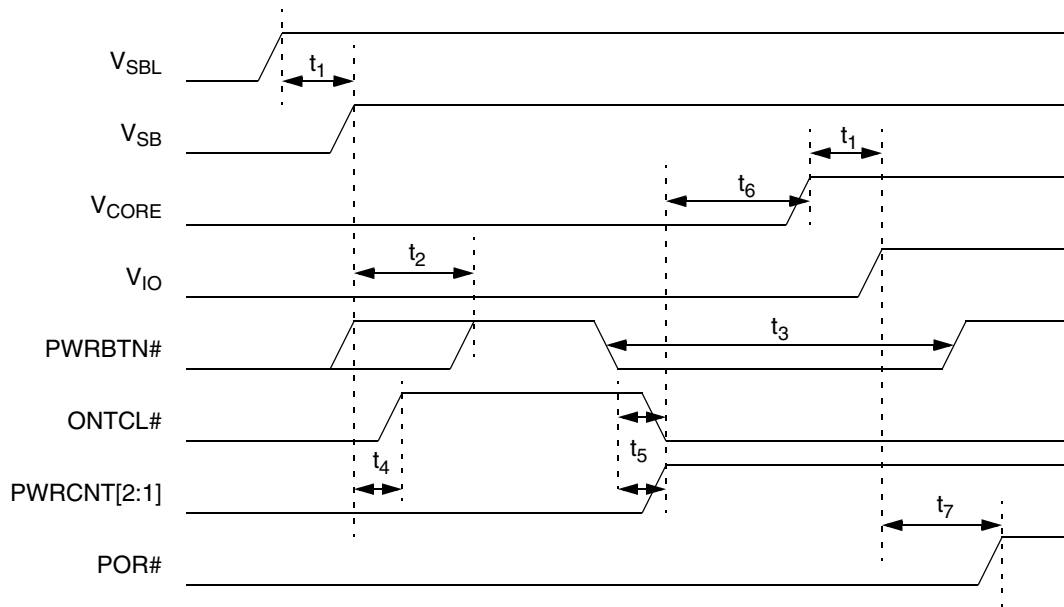 V_SBL
t_1
V_SB
t_1
V_CORE
t_6
V_IO
t_2
PWRBTN#
t_3
ONTCL#
t_4
t_5
PWRCNT[2:1]
t_7
POR#